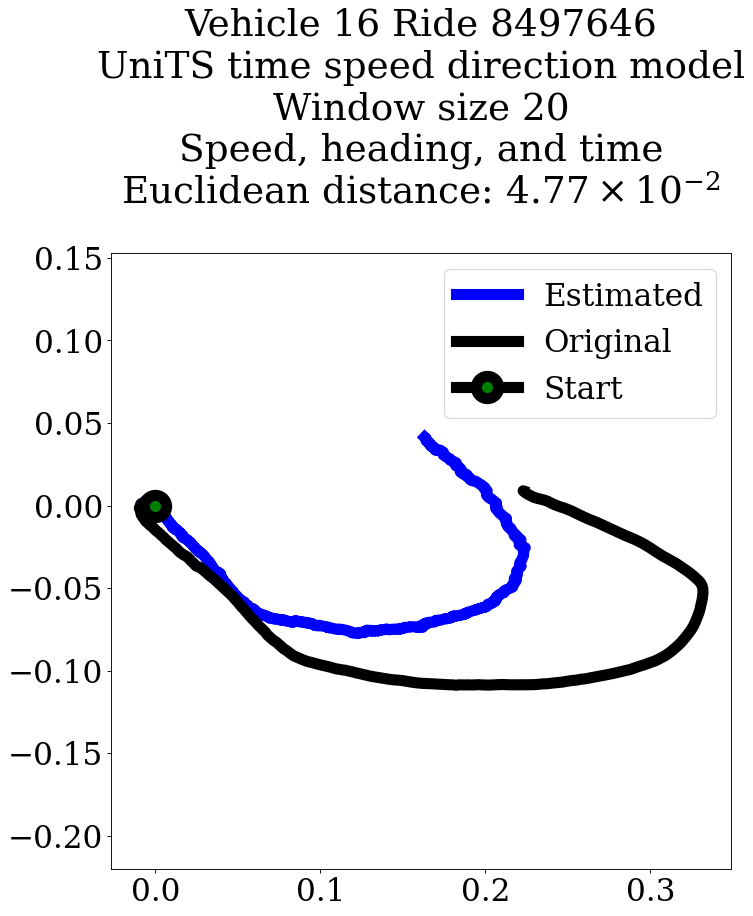 Vehicle 16 Ride 8497646
UniTS time speed direction model
Window size 20
Speed, heading, and time
Euclidean distance: 4.77 × 10⁻²
0.15
0.10
0.05
0.00
−0.05
−0.10
−0.15
−0.20
Estimated
Original
Start
0.0 0.1 0.2 0.3